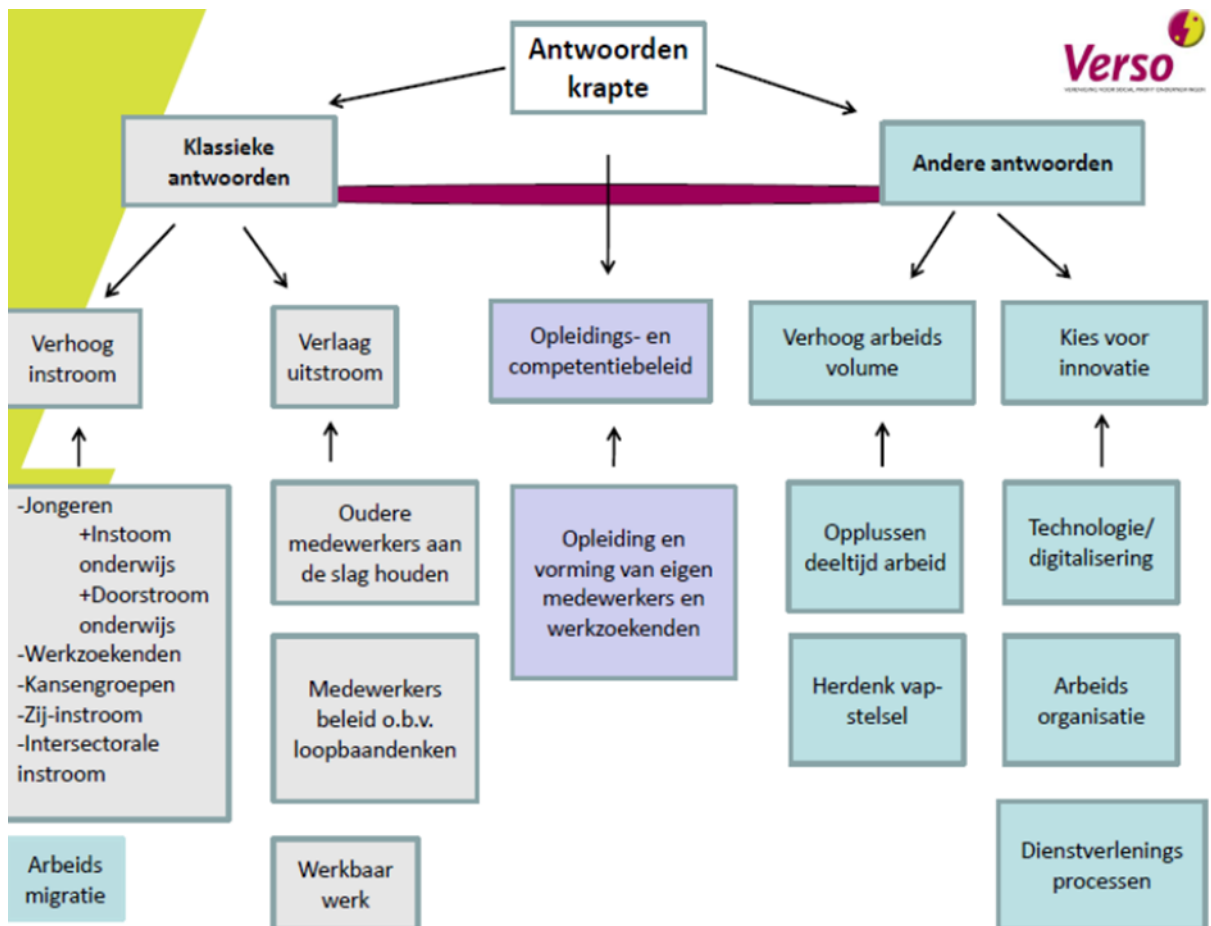 Antwoorden
krapte
Verso
VERENIGING VOOR SOCIAL PROFIT ONDERNEMINGEN
Klassieke
antwoorden
Andere antwoorden
Verhoog
instroom
Verlaag
uitstroom
Opleidings- en
competentiebeleid
Verhoog arbeids
volume
Kies voor
innovatie
-Jongeren
+Instoom
onderwijs
+Doorstroom
onderwijs
-Werkzoekenden
-Kansengroepen
-Zij-instroom
-Intersectorale
instroom
Arbeids
migratie
Oudere
medewerkers aan
de slag houden
Medewerkers
beleid o.b.v.
loopbaandenken
Werkbaar
werk
Opleiding en
vorming van eigen
medewerkers en
werkzoekenden
Opplussen
deeltijd arbeid
Herdenk vap-
stelsel
Technologie/
digitalisering
Arbeids
organisatie
Dienstverlenings
processen